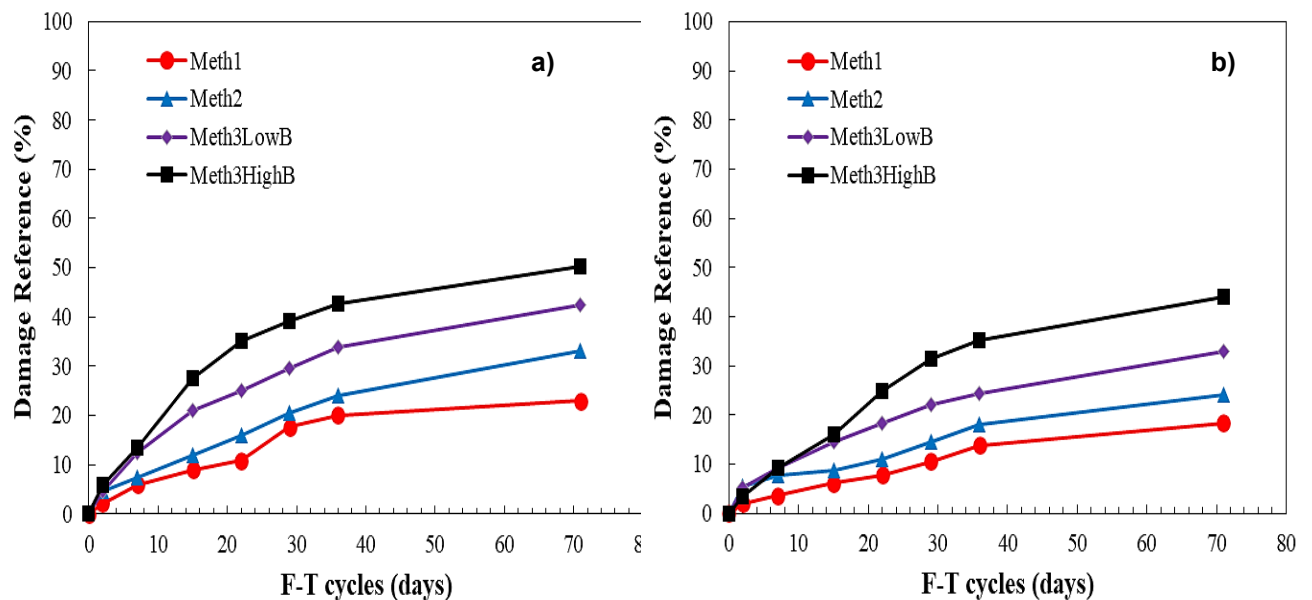 Damage Reference (%)
100
90
80
70
60
50
40
30
20
10
0
a)
Meth1
Meth2
Meth3LowB
Meth3HighB
0 10 20 30 40 50 60 70 8
F-T cycles (days)
Damage Reference (%)
100
90
80
70
60
50
40
30
20
10
0
b)
Meth1
Meth2
Meth3LowB
Meth3HighB
0 10 20 30 40 50 60 70 80
F-T cycles (days)